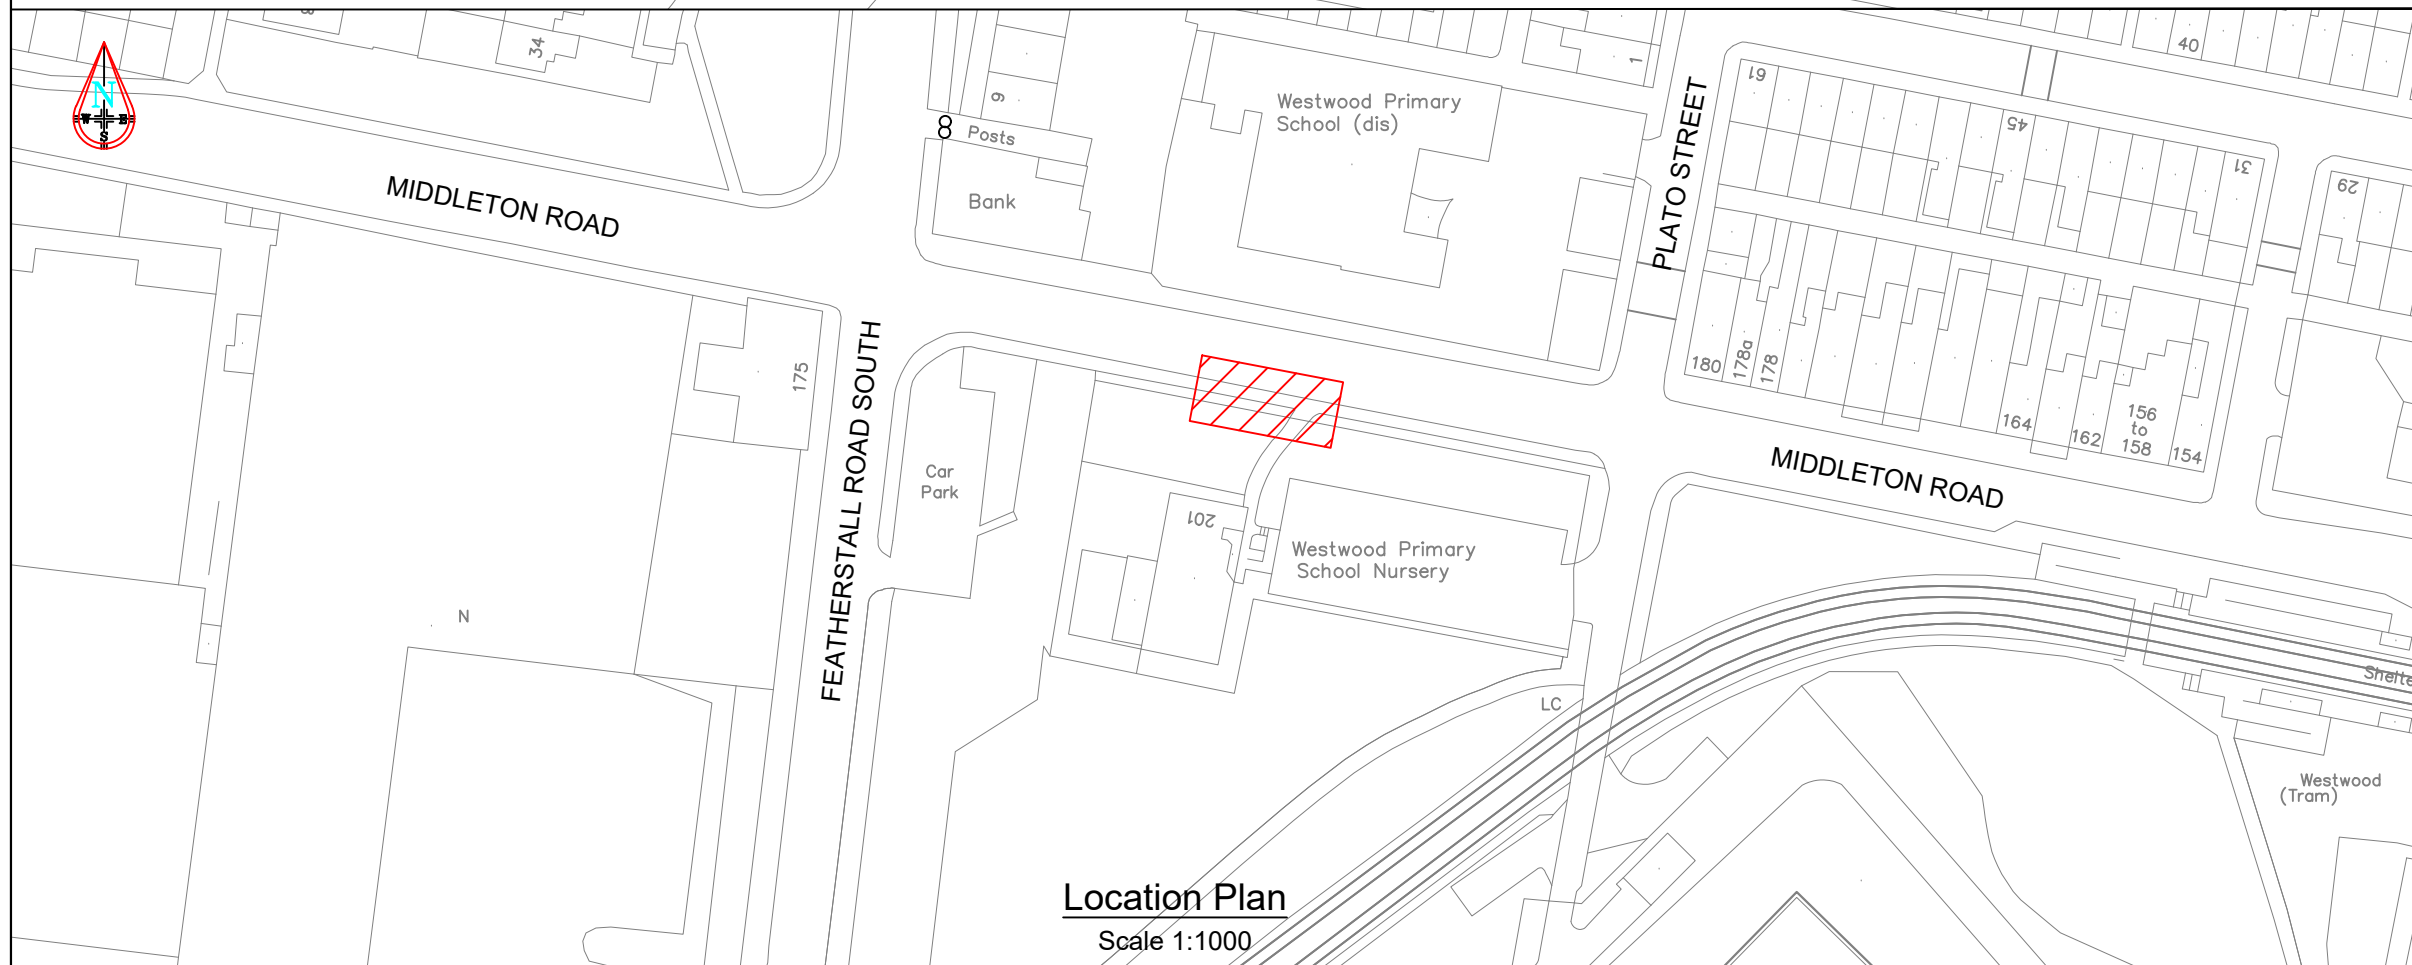 34
40
N
W E
S
9
Posts
Bank
Westwood Primary
School (dis)
1
PLATO STREET
61
45
31
29
MIDDLETON ROAD
175
FEATHERSTALL ROAD SOUTH
Car
Park
180
178a
178
164
162
156
to
158
154
MIDDLETON ROAD
201
Westwood Primary
School Nursery
N
LC
Shelte
Westwood
(Tram)
Location Plan
Scale 1:1000